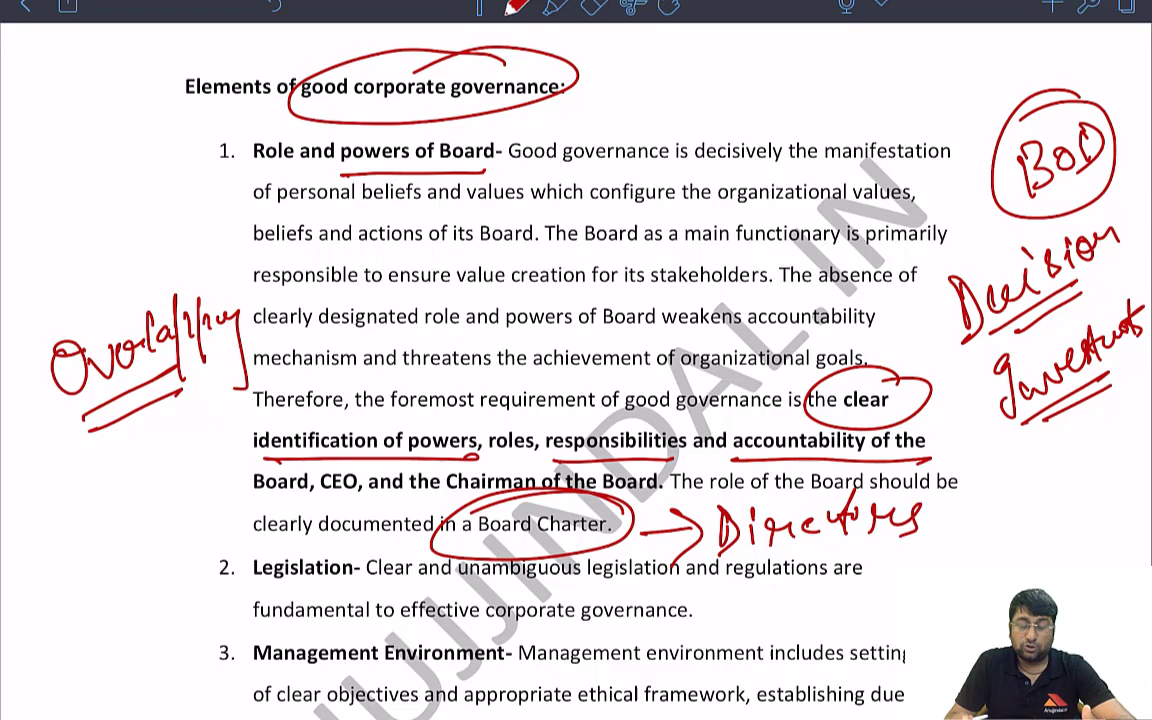 Elements of good corporate governance:
1. Role and powers of Board- Good governance is decisively the manifestation
of personal beliefs and values which configure the organizational values,
beliefs and actions of its Board. The Board as a main functionary is primarily
responsible to ensure value creation for its stakeholders. The absence of
clearly designated role and powers of Board weakens accountability
mechanism and threatens the achievement of organizational goals.
Therefore, the foremost requirement of good governance is the clear
identification of powers, roles, responsibilities and accountability of the
Board, CEO, and the Chairman of the Board. The role of the Board should be
clearly documented in a Board Charter.
2. Legislation- Clear and unambiguous legislation and regulations are
fundamental to effective corporate governance.
3. Management Environment- Management environment includes setting
of clear objectives and appropriate ethical framework, establishing due
BOD
Decision
Overlapping
Directors
UJJINDAL.IN